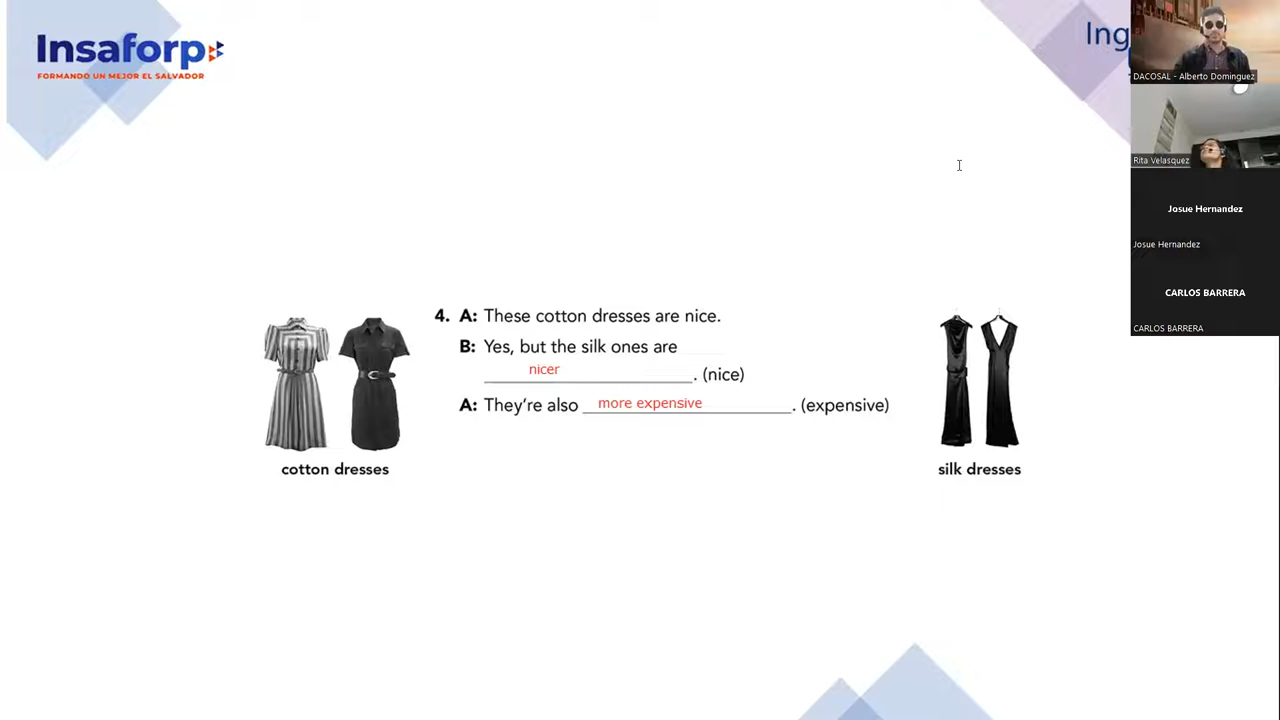 Insaforp
FORMANDO UN MEJOR EL SALVADOR
Ing
DACOSAL - Alberto Dominguez
Rita Velasquez
Josue Hernandez
Josue Hernandez
CARLOS BARRERA
CARLOS BARRERA
4. A: These cotton dresses are nice.
B: Yes, but the silk ones are
nicer. (nice)
A: They're also more expensive. (expensive)
cotton dresses
silk dresses